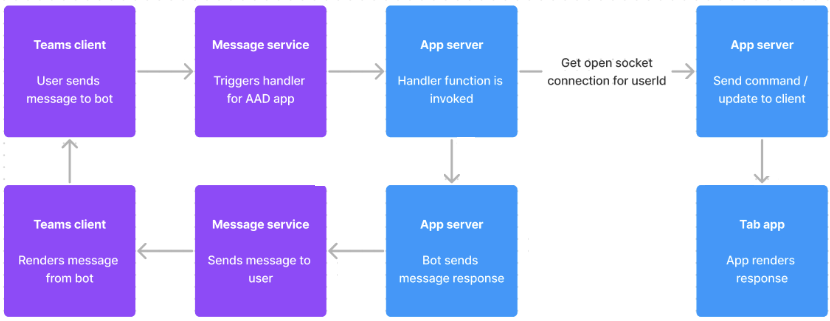 Teams client
User sends
message to bot
Message service
Triggers handler
for AAD app
App server
Handler function is
invoked
Get open socket
connection for userId
App server
Send command /
update to client
Teams client
Renders message
from bot
Message service
Sends message to
user
App server
Bot sends
message response
Tab app
App renders
response